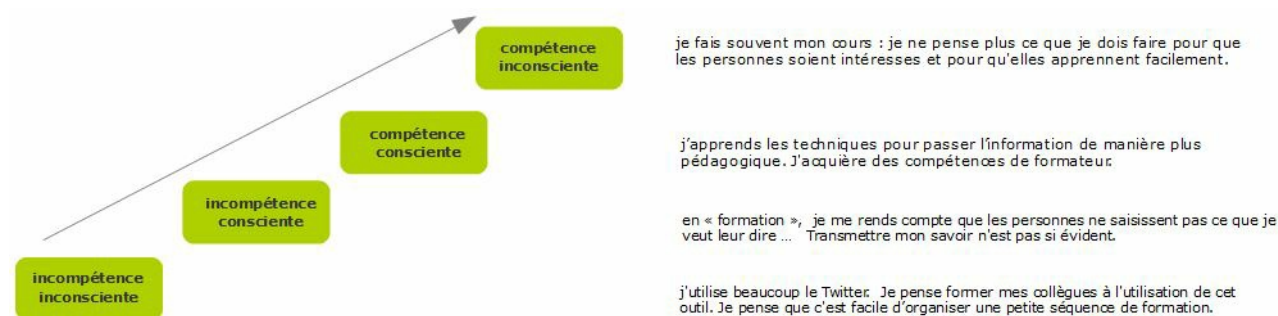 compétence
inconsciente
je fais souvent mon cours : je ne pense plus ce que je dois faire pour que
les personnes soient intéresses et pour qu'elles apprennent facilement.
compétence
consciente
j'apprends les techniques pour passer l'information de manière plus
pédagogique. J'acquière des compétences de formateur.
incompétence
consciente
en « formation », je me rends compte que les personnes ne saisissent pas ce que je
veut leur dire ... Transmettre mon savoir n'est pas si évident.
incompétence
inconsciente
j'utilise beaucoup le Twitter. Je pense former mes collègues à l'utilisation de cet
outil. Je pense que c'est facile d'organiser une petite séquence de formation.